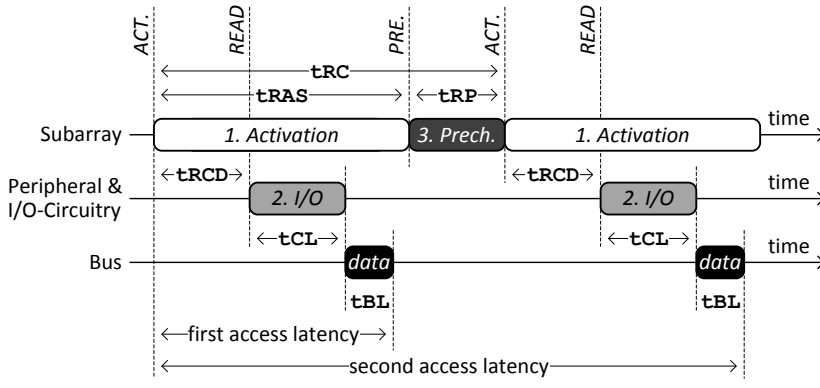 ACT. READ PRE. ACT. READ
tRC
tRAS tRP
time
Subarray 1. Activation 3. Prech. 1. Activation
tRCD tRCD
Peripheral & I/O-Circuitry 2. I/O 2. I/O time
tCL tCL
time
Bus data data
tBL tBL
first access latency
second access latency